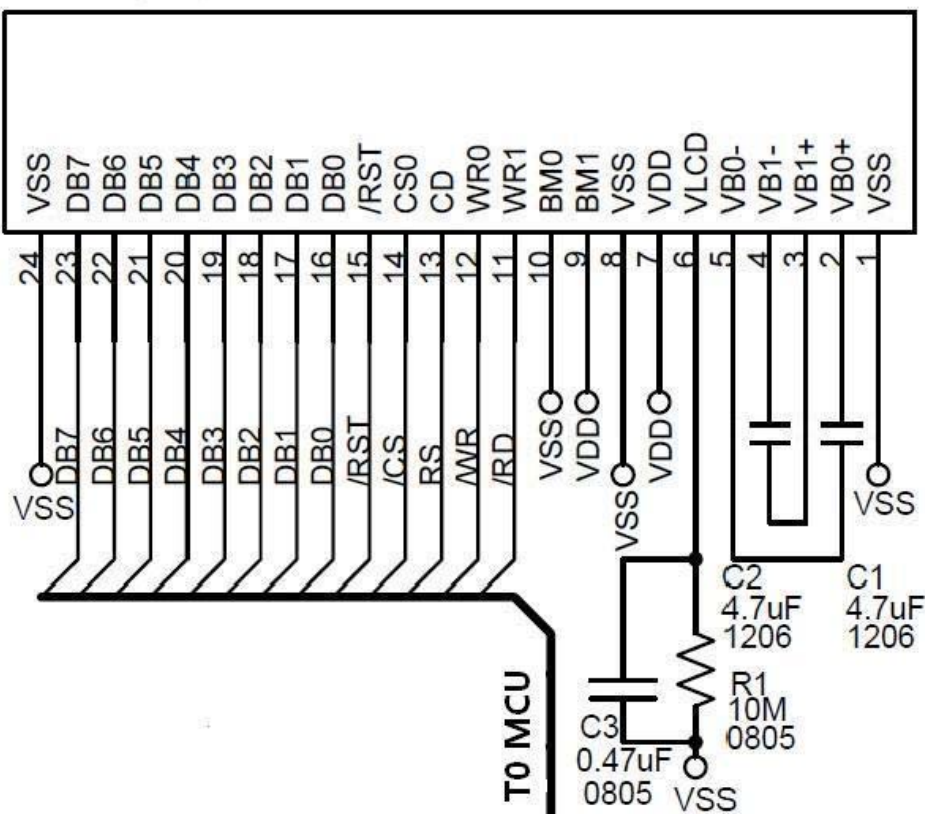 VSS
DB7
DB6
DB5
DB4
DB3
DB2
DB1
DB0
/RST
CS0
CD
WR0
WR1
BM0
BM1
VSS
VDD
VLCD
VB0-
VB1-
VB1+
VB0+
VSS
24
23
22
21
20
19
18
17
16
15
14
13
12
11
10
9
8
7
6
5
4
3
2
1
DB7
DB6
DB5
DB4
DB3
DB2
DB1
DB0
/RST
/CS
RS
/WR
/RD
VSS
VDD
VDD
VSS
VSS
VSS
C2
4.7uF
1206
C1
4.7uF
1206
R1
10M
0805
C3
0.47uF
0805
VSS
T0 MCU